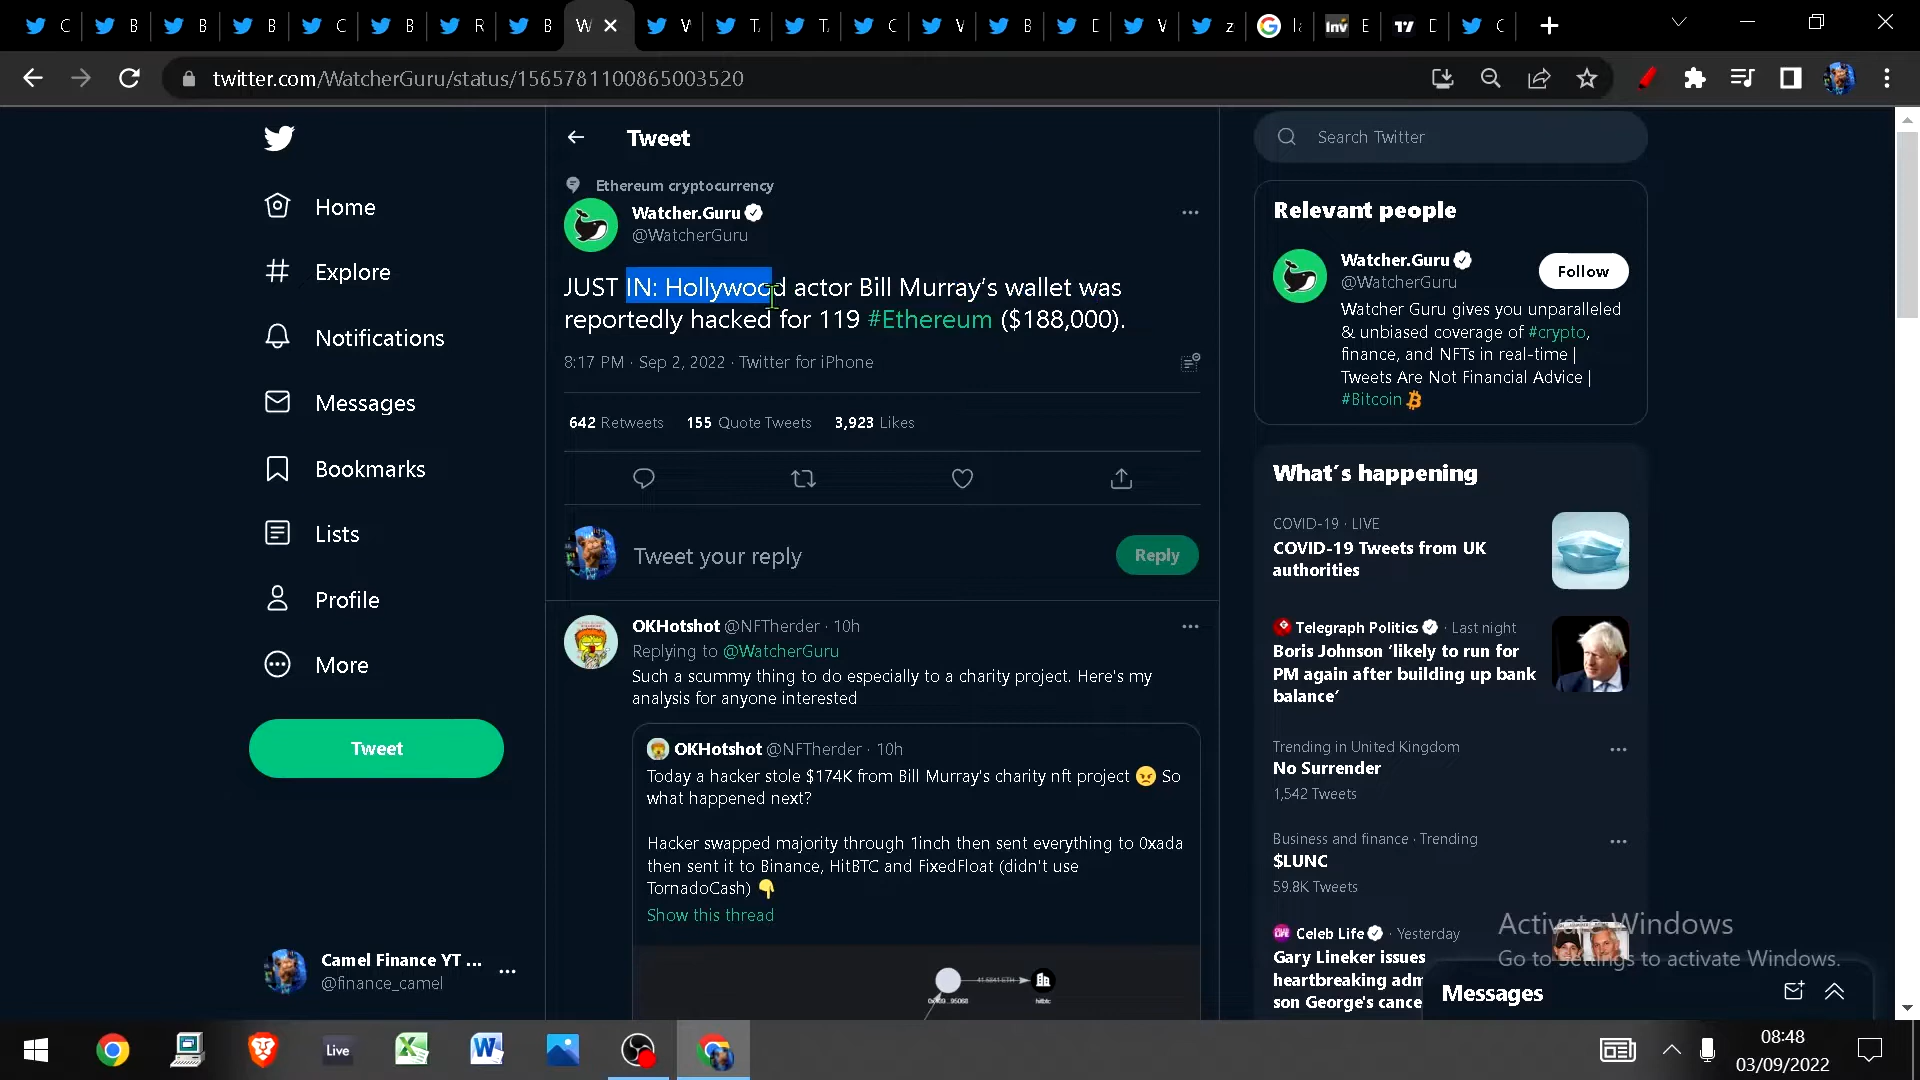 C B B B C B R B W V T T C V B D V z la E D C
twitter.com/WatcherGuru/status/1565781100865003520
Home
Explore
Notifications
Messages
Bookmarks
Lists
Profile
More
Tweet
Camel Finance YT ...
@finance_camel
Tweet
Ethereum cryptocurrency
Watcher.Guru
@WatcherGuru
JUST IN: Hollywood actor Bill Murray’s wallet was
reportedly hacked for 119 #Ethereum ($188,000).
8:17 PM · Sep 2, 2022 · Twitter for iPhone
642 Retweets 155 Quote Tweets 3,923 Likes
Tweet your reply
Reply
OKHotshot @NFTherder · 10h
Replying to @WatcherGuru
Such a scummy thing to do especially to a charity project. Here's my
analysis for anyone interested
OKHotshot @NFTherder · 10h
Today a hacker stole $174K from Bill Murray's charity nft project 😠 So
what happened next?
Hacker swapped majority through 1inch then sent everything to 0xada
then sent it to Binance, HitBTC and FixedFloat (didn't use
TornadoCash) 👇
Show this thread
hitbtc
Search Twitter
Relevant people
Watcher.Guru
@WatcherGuru
Follow
Watcher Guru gives you unparalleled
& unbiased coverage of #crypto,
finance, and NFTs in real-time |
Tweets Are Not Financial Advice |
#Bitcoin
What’s happening
COVID-19 · LIVE
COVID-19 Tweets from UK
authorities
Telegraph Politics · Last night
Boris Johnson ‘likely to run for
PM again after building up bank
balance’
Trending in United Kingdom
No Surrender
1,542 Tweets
Business and finance · Trending
$LUNC
59.8K Tweets
Celeb Life · Yesterday
Gary Lineker issues
heartbreaking adm
son George's cance
Activate Windows
Go to Settings to activate Windows.
Messages
Live
08:48
03/09/2022